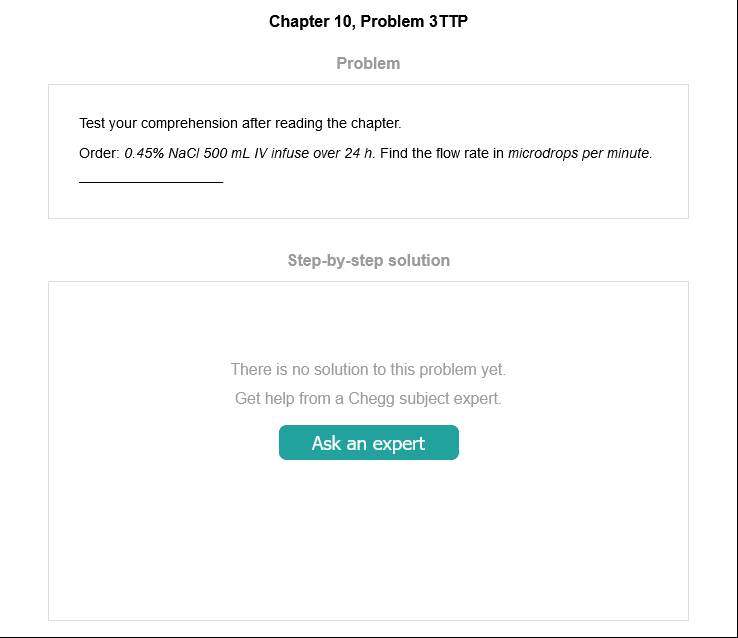 Chapter 10, Problem 3TTP
Problem
Test your comprehension after reading the chapter.
Order: 0.45% NaCl 500 mL IV infuse over 24 h. Find the flow rate in microdrops per minute.
___________________
Step-by-step solution
There is no solution to this problem yet.
Get help from a Chegg subject expert.
Ask an expert